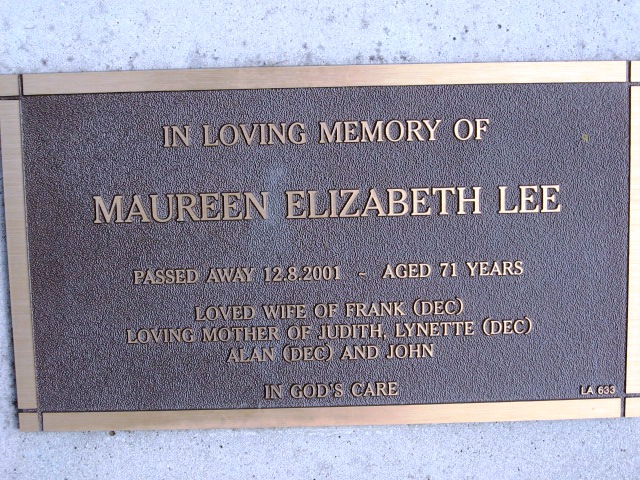 IN LOVING MEMORY OF
MAUREEN ELIZABETH LEE
PASSED AWAY 12.8.2001 - AGED 71 YEARS
LOVED WIFE OF FRANK (DEC)
LOVING MOTHER OF JUDITH, LYNETTE (DEC)
ALAN (DEC) AND JOHN
IN GOD'S CARE
LA 633